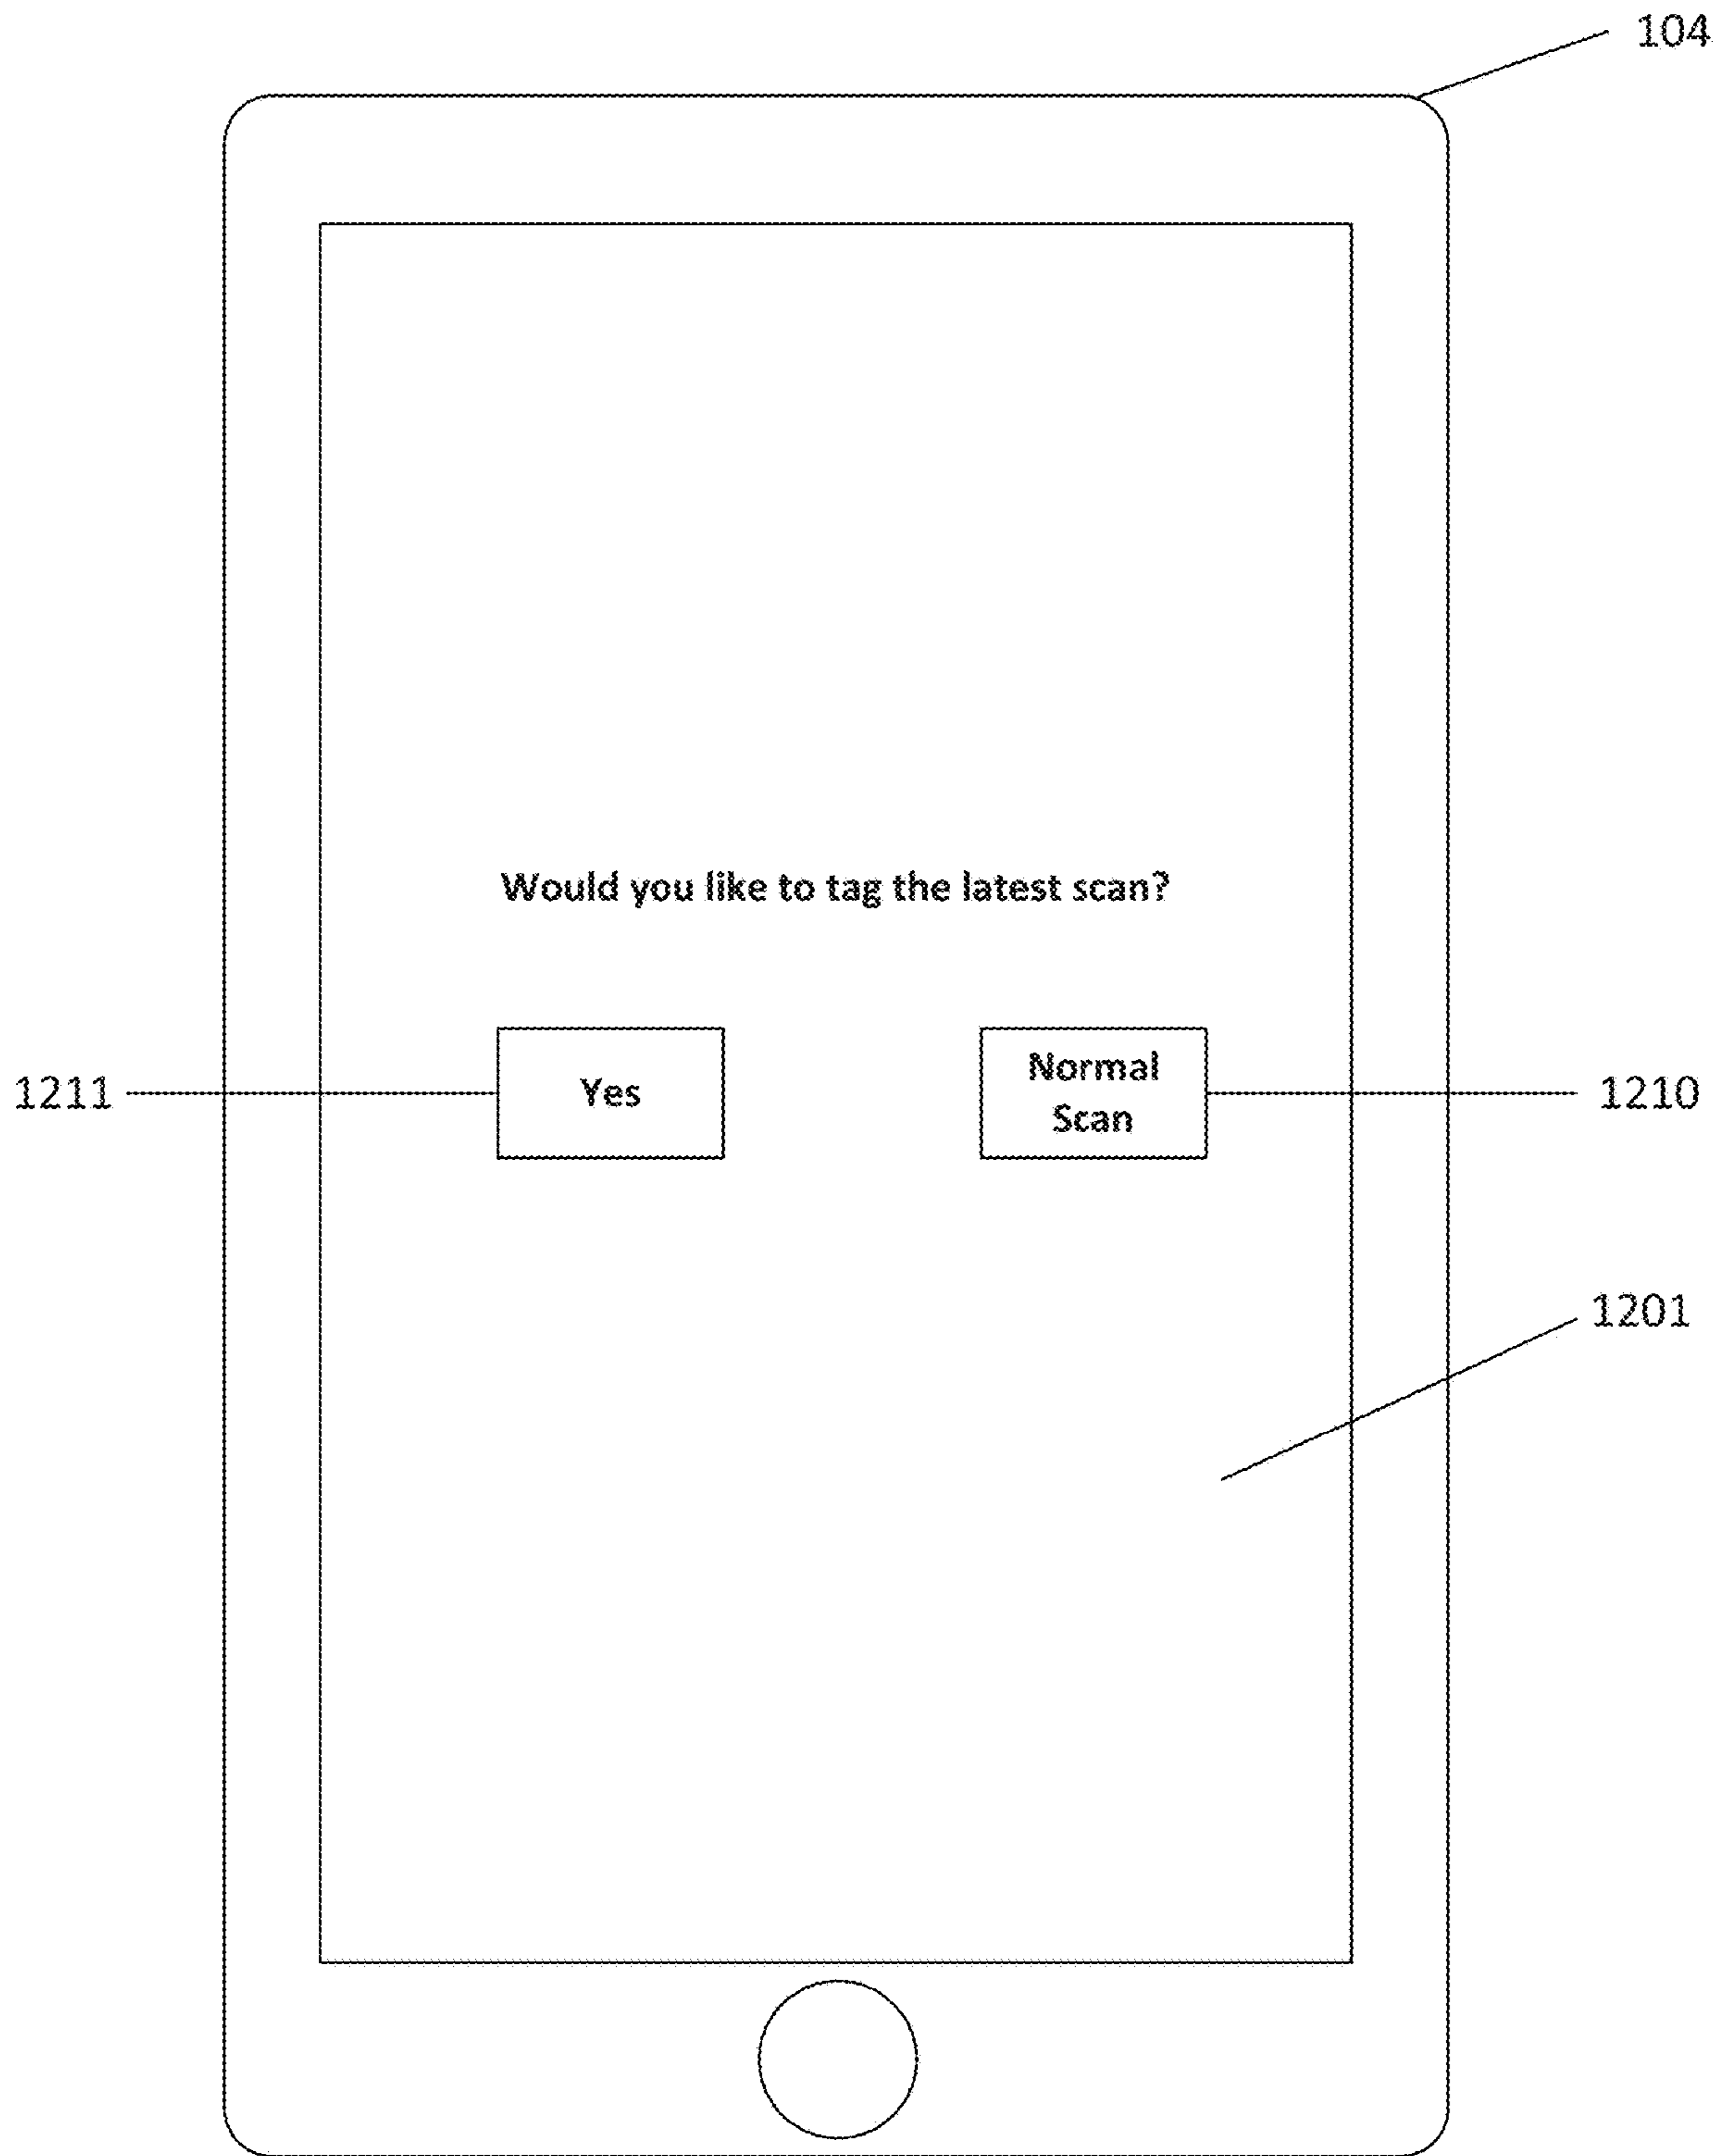 104
Would you like to tag the latest scan?
1211
Yes
Normal
Scan
1210
1201